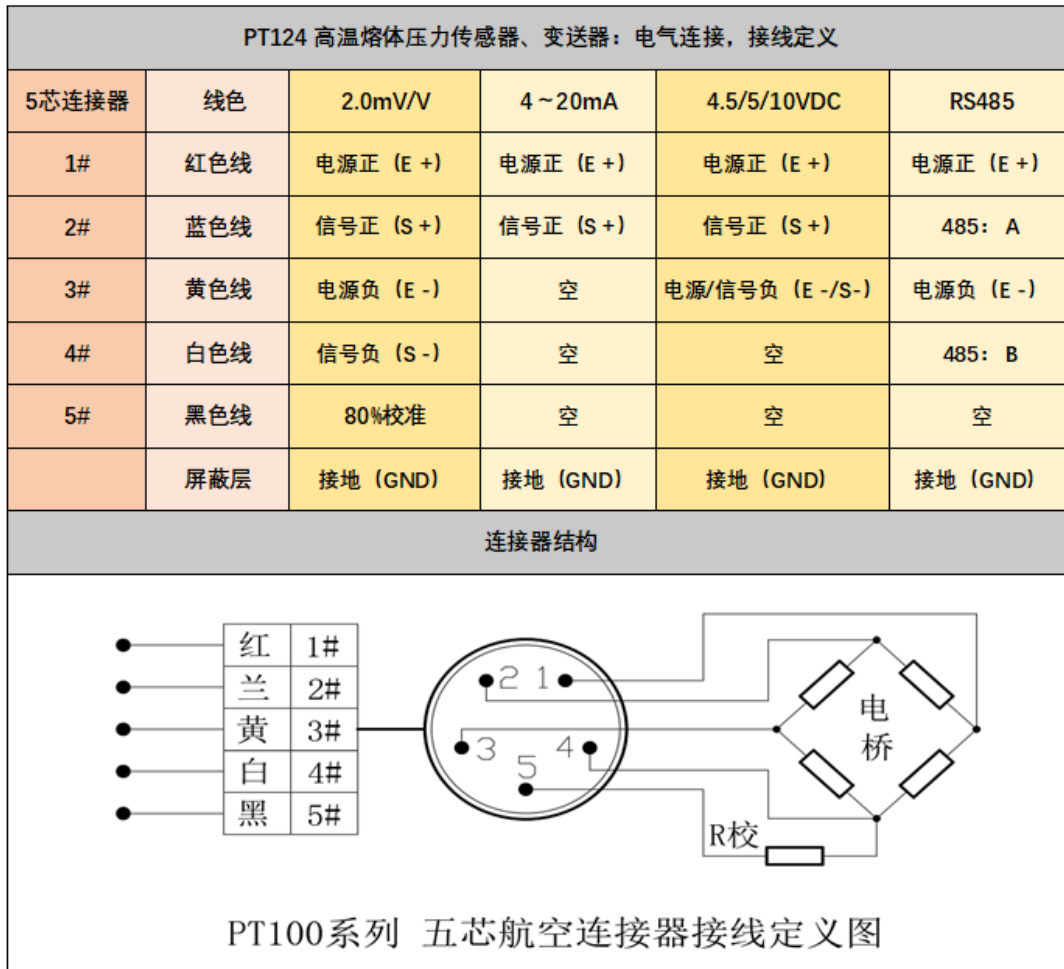 PT124 高温熔体压力传感器、变送器：电气连接，接线定义
5芯连接器 线色 2.0mV/V 4～20mA 4.5/5/10VDC RS485
1# 红色线 电源正（E +） 电源正（E +） 电源正（E +） 电源正（E +）
2# 蓝色线 信号正（S +） 信号正（S +） 信号正（S +） 485：A
3# 黄色线 电源负（E -） 空 电源/信号负（E -/S-） 电源负（E -）
4# 白色线 信号负（S -） 空 空 485：B
5# 黑色线 80%校准 空 空 空
屏蔽层 接地（GND） 接地（GND） 接地（GND） 接地（GND）
连接器结构
红 1#
兰 2#
黄 3#
白 4#
黑 5#
2 1
3 4
5
电
桥
R校
PT100系列 五芯航空连接器接线定义图